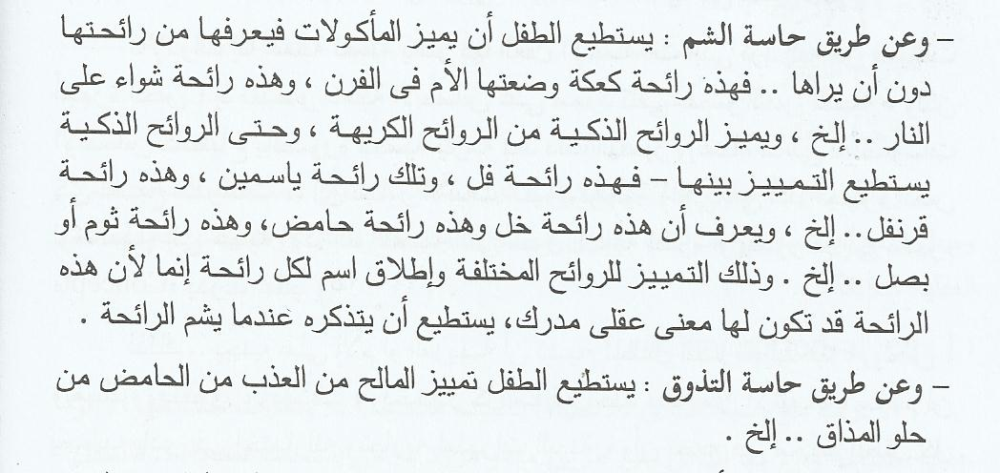 – وعن طريق حاسة الشم : يستطيع الطفل أن يميز المأكولات فيعرفها من رائحتها
دون أن يراها .. فهذه رائحة كعكة وضعتها الأم فى الفرن ، وهذه رائحة شواء على
النار .. إلخ ، ويميز الروائح الذكية من الروائح الكريهة ، وحتى الروائح الذكية
يستطيع التمييز بينها – فهذه رائحة فل ، وتلك رائحة ياسمين ، وهذه رائحة
قرنفل.. إلخ ، ويعرف أن هذه رائحة خل وهذه رائحة حامض، وهذه رائحة ثوم أو
بصل .. إلخ . وذلك التمييز للروائح المختلفة وإطلاق اسم لكل رائحة إنما لأن هذه
الرائحة قد تكون لها معنى عقلى مدرك، يستطيع أن يتذكره عندما يشم الرائحة .
– وعن طريق حاسة التذوق : يستطيع الطفل تمييز المالح من العذب من الحامض من
حلو المذاق .. إلخ .